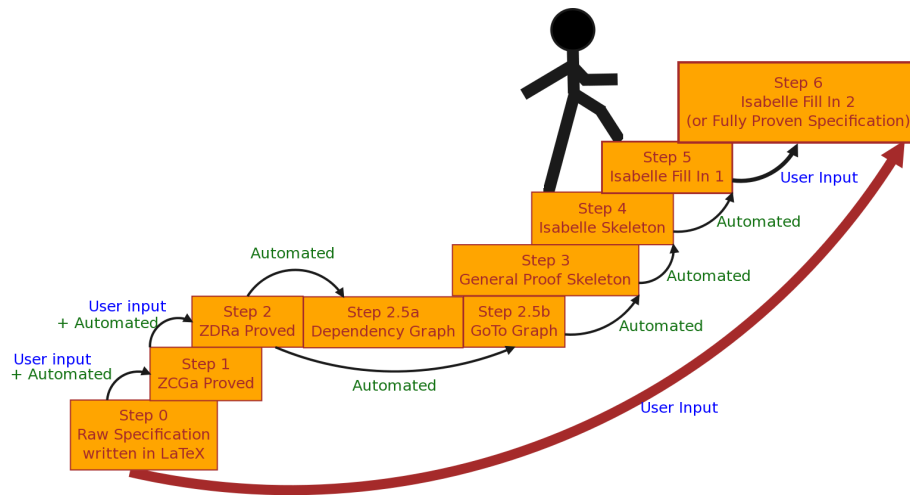 Step 6
Isabelle Fill In 2
(or Fully Proven Specification)
Step 5
Isabelle Fill In 1
User Input
Step 4
Isabelle Skeleton
Automated
Step 3
General Proof Skeleton
Automated
Automated
Step 2
ZDRa Proved
Step 2.5a
Dependency Graph
Step 2.5b
GoTo Graph
Automated
User input
+ Automated
Automated
Step 1
ZCGa Proved
User input
+ Automated
Step 0
Raw Specification
written in LaTeX
User Input